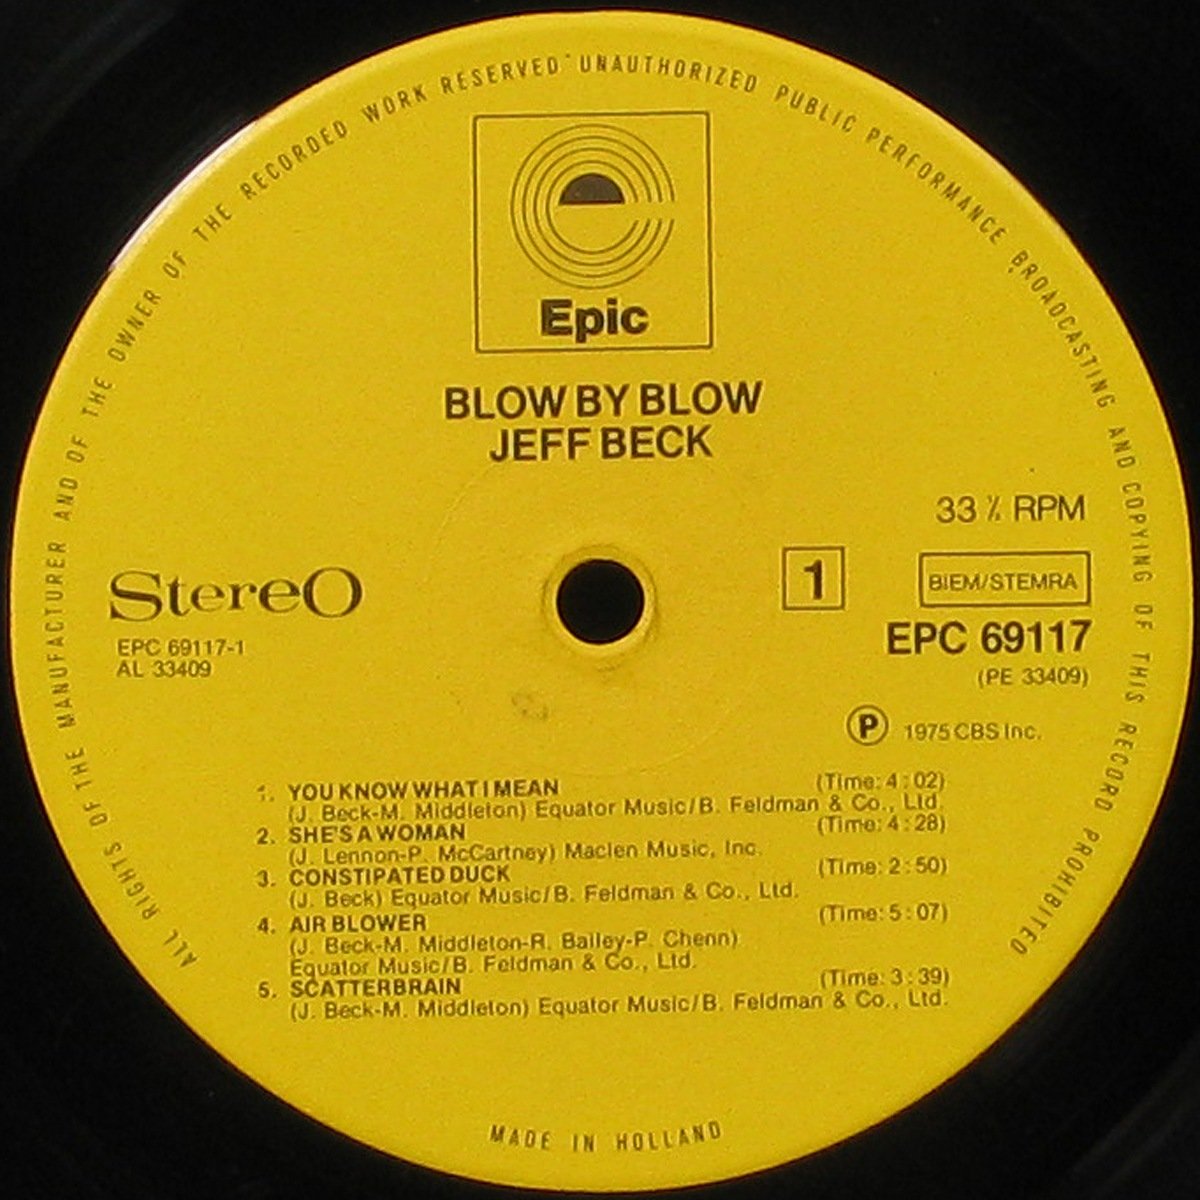 ALL RIGHTS OF THE MANUFACTURER AND OF THE OWNER OF THE RECORDED WORK RESERVED · UNAUTHORIZED PUBLIC PERFORMANCE BROADCASTING AND COPYING OF THIS RECORD PROHIBITED
Epic
BLOW BY BLOW
JEFF BECK
33 ⅓ RPM
Stereo
1
BIEM/STEMRA
EPC 69117-1
AL 33409
EPC 69117
(PE 33409)
Ⓟ 1975 CBS Inc.
1. YOU KNOW WHAT I MEAN (Time: 4:02)
(J. Beck-M. Middleton) Equator Music/B. Feldman & Co., Ltd.
2. SHE'S A WOMAN (Time: 4:28)
(J. Lennon-P. McCartney) Maclen Music, Inc.
3. CONSTIPATED DUCK (Time: 2:50)
(J. Beck) Equator Music/B. Feldman & Co., Ltd.
4. AIR BLOWER (Time: 5:07)
(J. Beck-M. Middleton-R. Bailey-P. Chenn)
Equator Music/B. Feldman & Co., Ltd.
5. SCATTERBRAIN (Time: 3:39)
(J. Beck-M. Middleton) Equator Music/B. Feldman & Co., Ltd.
MADE IN HOLLAND